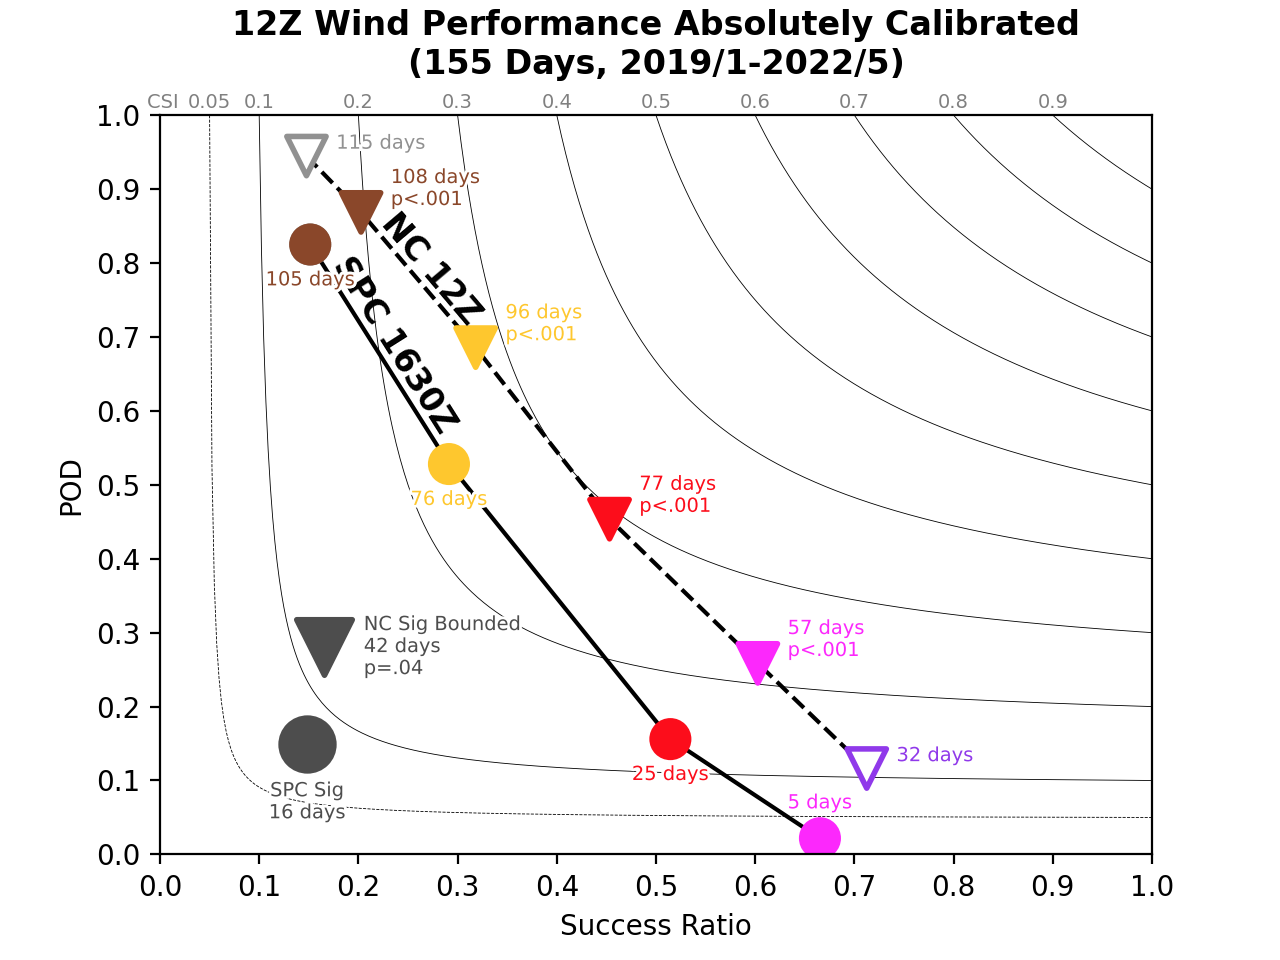 12Z Wind Performance Absolutely Calibrated
(155 Days, 2019/1-2022/5)
CSI 0.05 0.1 0.2 0.3 0.4 0.5 0.6 0.7 0.8 0.9
1.0
0.9
0.8
0.7
0.6
0.5
0.4
0.3
0.2
0.1
0.0
POD
115 days
108 days
p<.001
105 days
NC 12Z
SPC 1630Z
96 days
p<.001
76 days
77 days
p<.001
NC Sig Bounded
42 days
p=.04
57 days
p<.001
SPC Sig
16 days
25 days
32 days
5 days
0.0 0.1 0.2 0.3 0.4 0.5 0.6 0.7 0.8 0.9 1.0
Success Ratio